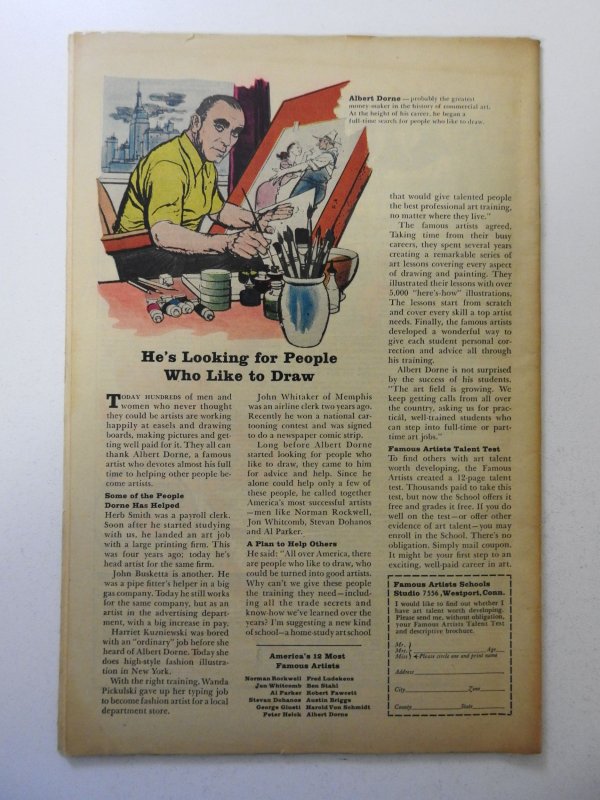 Albert Dorne — probably the greatest
money-maker in the history of commercial art.
At the height of his career, he began a
full-time search for people who like to draw.
He's Looking for People
Who Like to Draw
TODAY HUNDREDS of men and
women who never thought
they could be artists are working
happily at easels and drawing
boards, making pictures and get-
ting well paid for it. They all can
thank Albert Dorne, a famous
artist who devotes almost his full
time to helping other people be-
come artists.
Some of the People
Dorne Has Helped
Herb Smith was a payroll clerk.
Soon after he started studying
with us, he landed an art job
with a large printing firm. This
was four years ago; today he's
head artist for the same firm.
John Busketta is another. He
was a pipe fitter's helper in a big
gas company. Today he still works
for the same company, but as an
artist in the advertising depart-
ment, with a big increase in pay.
Harriet Kuzniewski was bored
with an "ordinary" job before she
heard of Albert Dorne. Today she
does high-style fashion illustra-
tion in New York.
With the right training, Wanda
Pickulski gave up her typing job
to become fashion artist for a local
department store.
John Whitaker of Memphis
was an airline clerk two years ago.
Recently he won a national car-
tooning contest and was signed
to do a newspaper comic strip.
Long before Albert Dorne
started looking for people who
like to draw, they came to him
for advice and help. Since he
alone could help only a few of
these people, he called together
America's most successful artists
—men like Norman Rockwell,
Jon Whitcomb, Stevan Dohanos
and Al Parker.
A Plan to Help Others
He said: "All over America, there
are people who like to draw, who
could be turned into good artists.
Why can't we give these people
the training they need—includ-
ing all the trade secrets and
know-how we've learned over the
years? I'm suggesting a new kind
of school—a home-study art school
America's 12 Most
Famous Artists
Norman Rockwell Fred Ludekens
Jon Whitcomb Ben Stahl
Al Parker Robert Fawcett
Stevan Dohanos Austin Briggs
George Giusti Harold Von Schmidt
Peter Helck Albert Dorne
that would give talented people
the best professional art training,
no matter where they live."
The famous artists agreed.
Taking time from their busy
careers, they spent several years
creating a remarkable series of
art lessons covering every aspect
of drawing and painting. They
illustrated their lessons with over
5,000 "here's-how" illustrations.
The lessons start from scratch
and cover every skill a top artist
needs. Finally, the famous artists
developed a wonderful way to
give each student personal cor-
rection and advice all through
his training.
Albert Dorne is not surprised
by the success of his students.
"The art field is growing. We
keep getting calls from all over
the country, asking us for prac-
tical, well-trained students who
can step into full-time or part-
time art jobs."
Famous Artists Talent Test
To find others with art talent
worth developing, the Famous
Artists created a 12-page talent
test. Thousands paid to take this
test, but now the School offers it
free and grades it free. If you do
well on the test—or offer other
evidence of art talent—you may
enroll in the School. There's no
obligation. Simply mail coupon.
It might be your first step to an
exciting, well-paid career in art.
Famous Artists Schools
Studio 7556, Westport, Conn.
I would like to find out whether I
have art talent worth developing.
Please send me, without obligation,
your Famous Artists Talent Test
and descriptive brochure.
Mr.
Mrs. Age
Miss Please circle one and print name
Address
City Zone
County State